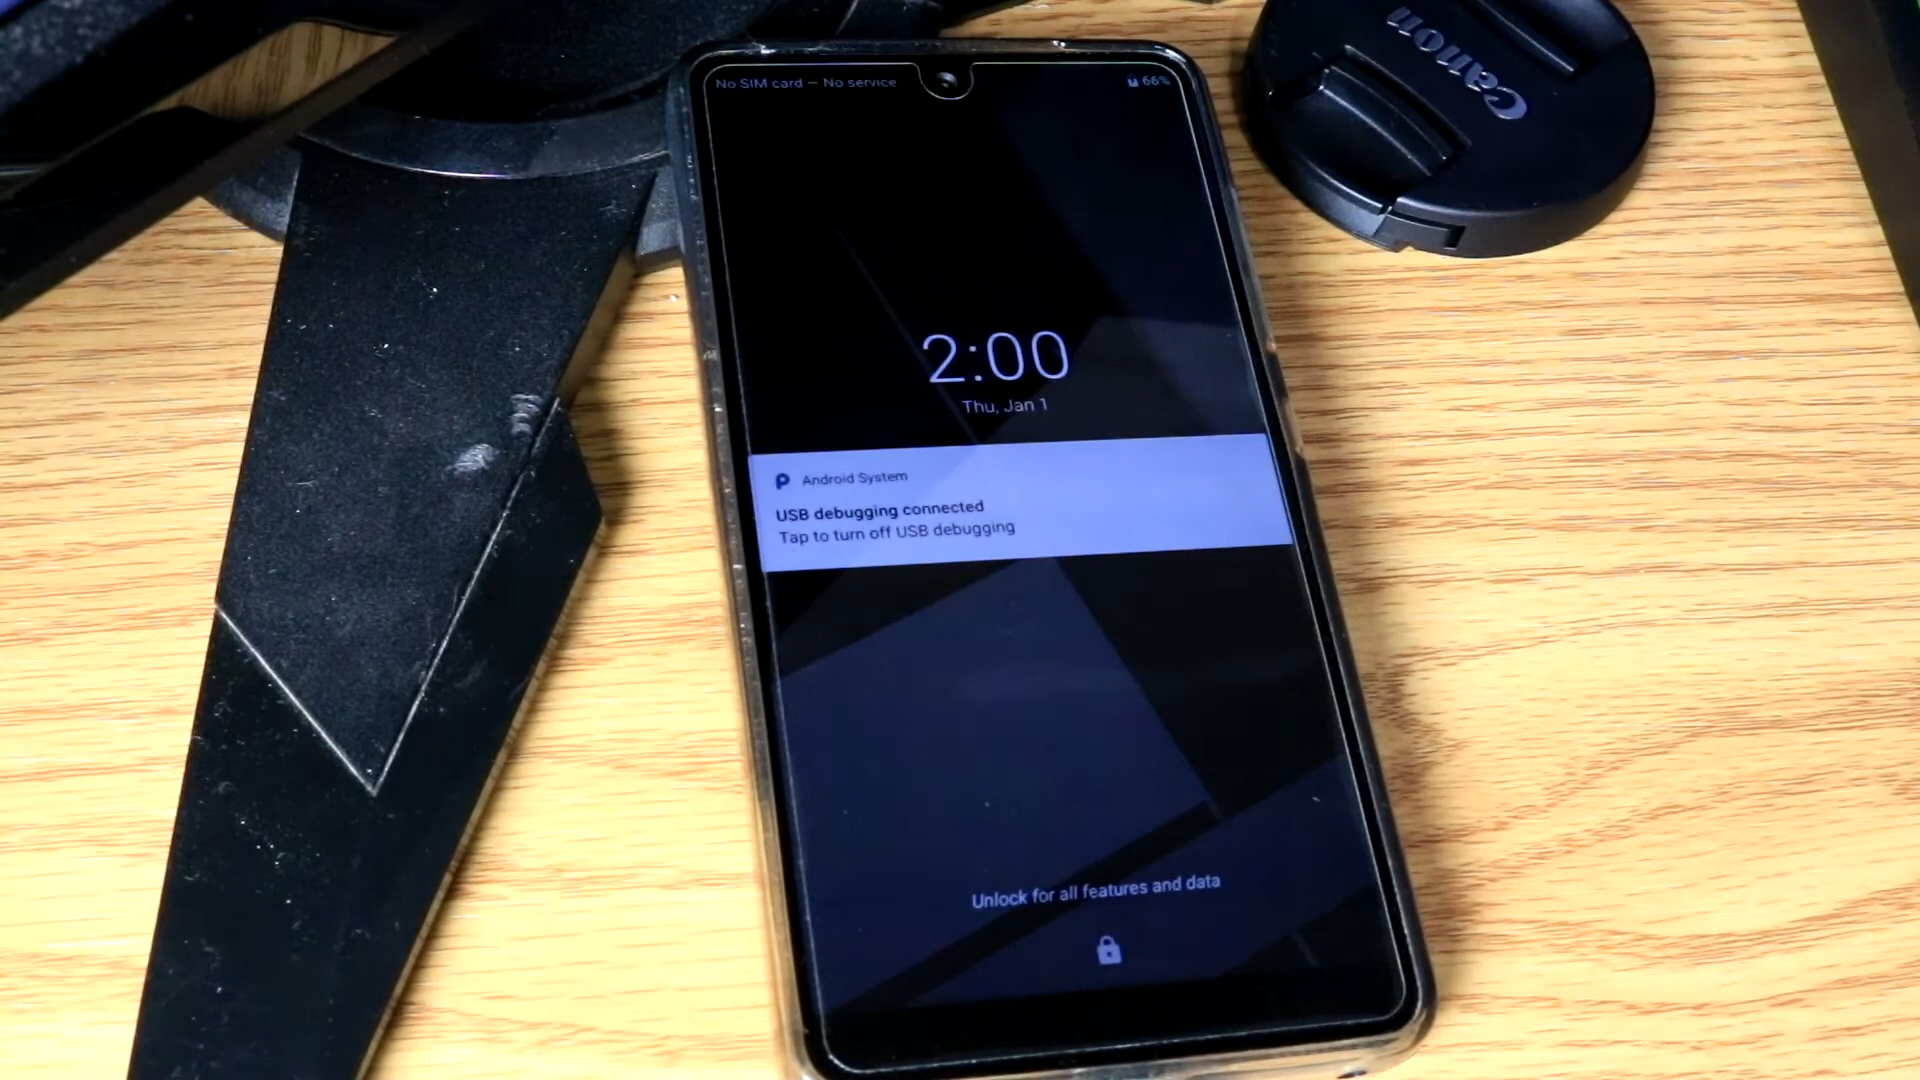 No SIM card — No service
66%
Canon
2:00
Thu, Jan 1
Android System
USB debugging connected
Tap to turn off USB debugging
Unlock for all features and data